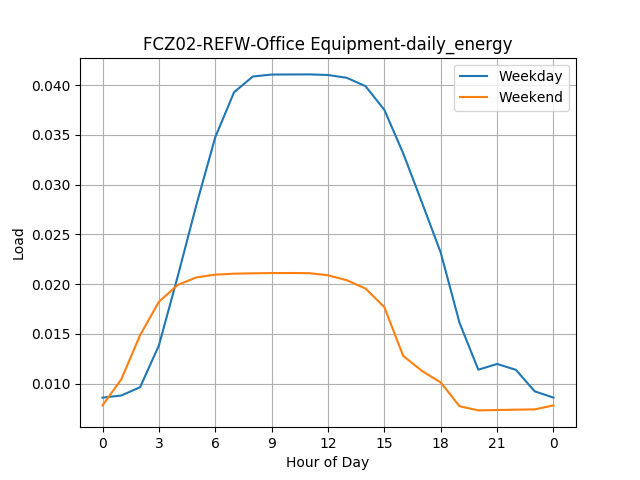 FCZ02-REFW-Office Equipment-daily_energy
Weekday
Weekend
Load
0.040
0.035
0.030
0.025
0.020
0.015
0.010
0 3 6 9 12 15 18 21 0
Hour of Day